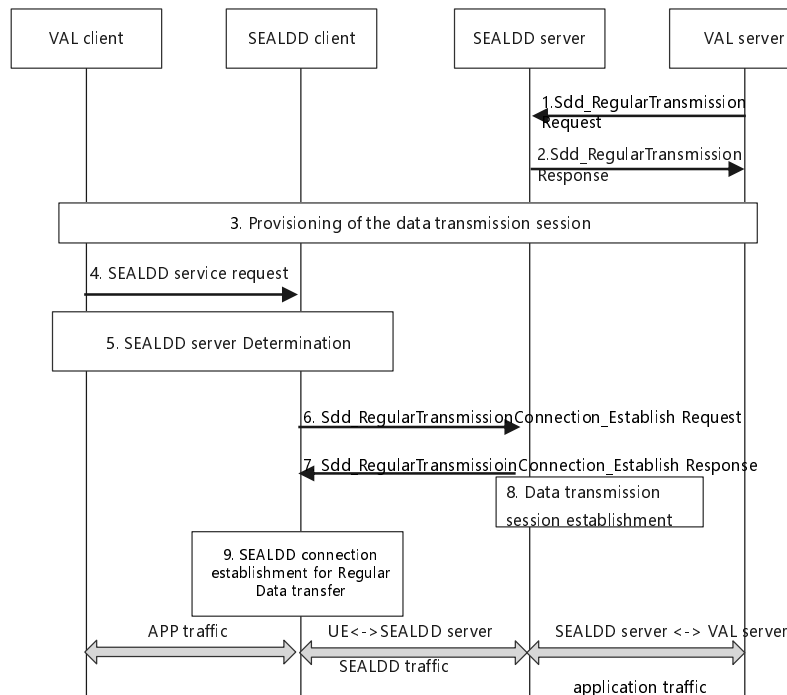 VAL client
SEALDD client
SEALDD server
VAL server
1.Sdd_RegularTransmission
Request
2.Sdd_RegularTransmission
Response
3. Provisioning of the data transmission session
4. SEALDD service request
5. SEALDD server Determination
6. Sdd_RegularTransmissionConnection_Establish Request
7. Sdd_RegularTransmissioinConnection_Establish Response
8. Data transmission
session establishment
9. SEALDD connection
establishment for Regular
Data transfer
APP traffic
UE<->SEALDD server
SEALDD traffic
SEALDD server <-> VAL server
application traffic